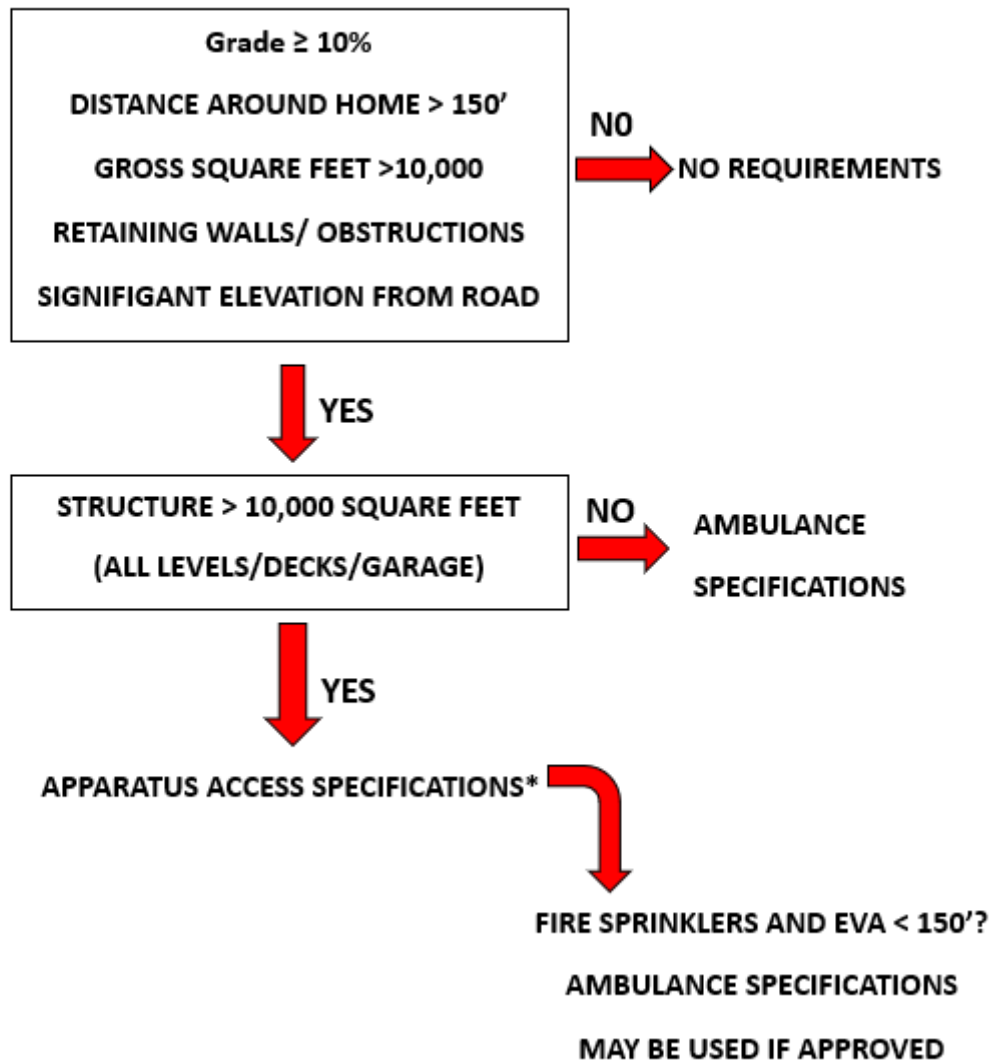 Grade ≥ 10%
DISTANCE AROUND HOME > 150’
GROSS SQUARE FEET >10,000
RETAINING WALLS/ OBSTRUCTIONS
SIGNIFIGANT ELEVATION FROM ROAD
N0
NO REQUIREMENTS
YES
STRUCTURE > 10,000 SQUARE FEET
(ALL LEVELS/DECKS/GARAGE)
NO
AMBULANCE
SPECIFICATIONS
YES
APPARATUS ACCESS SPECIFICATIONS*
FIRE SPRINKLERS AND EVA < 150’?
AMBULANCE SPECIFICATIONS
MAY BE USED IF APPROVED